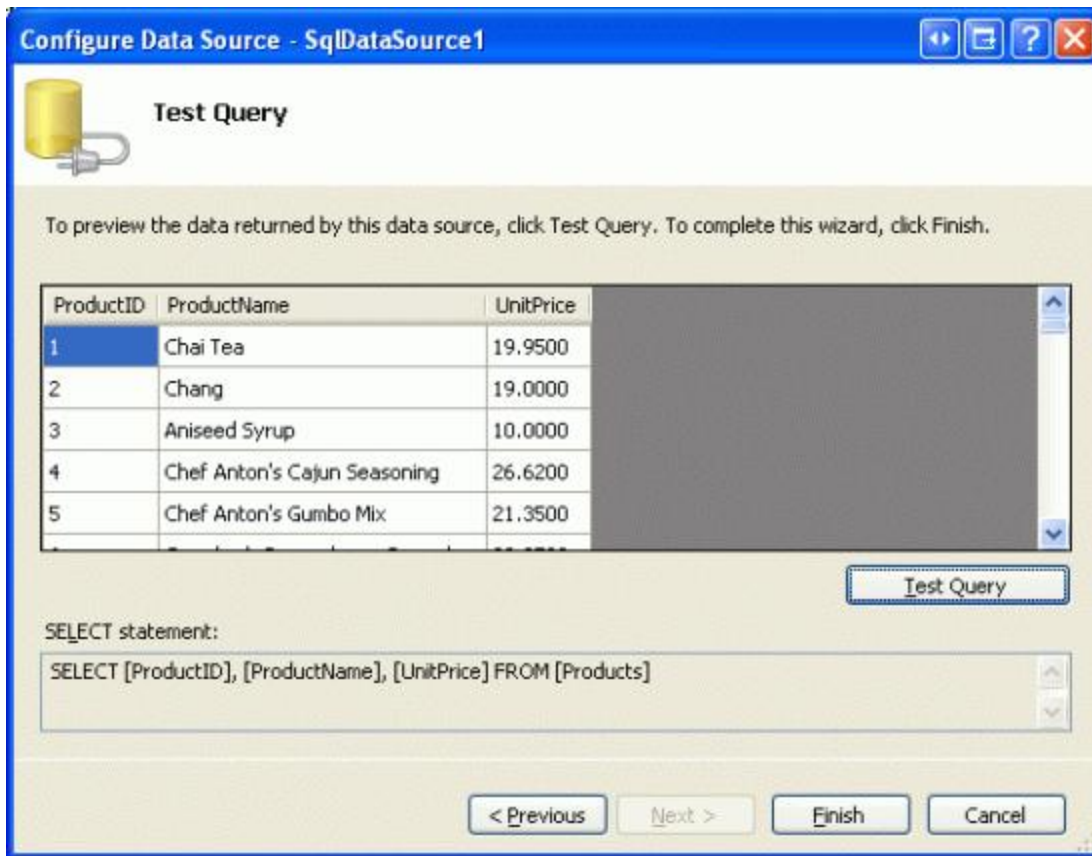 Configure Data Source - SqlDataSource1
Test Query
To preview the data returned by this data source, click Test Query. To complete this wizard, click Finish.
ProductID ProductName UnitPrice
1 Chai Tea 19.9500
2 Chang 19.0000
3 Aniseed Syrup 10.0000
4 Chef Anton's Cajun Seasoning 26.6200
5 Chef Anton's Gumbo Mix 21.3500
Test Query
SELECT statement:
SELECT [ProductID], [ProductName], [UnitPrice] FROM [Products]
< Previous Next > Finish Cancel